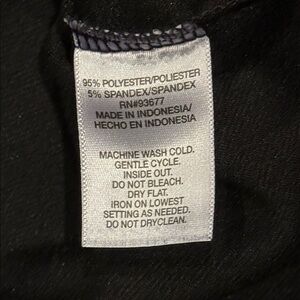 95% POLYESTER/POLIESTER
5% SPANDEX/SPANDEX
RN#93677
MADE IN INDONESIA/
HECHO EN INDONESIA
MACHINE WASH COLD.
GENTLE CYCLE.
INSIDE OUT.
DO NOT BLEACH.
DRY FLAT.
IRON ON LOWEST
SETTING AS NEEDED.
DO NOT DRYCLEAN.